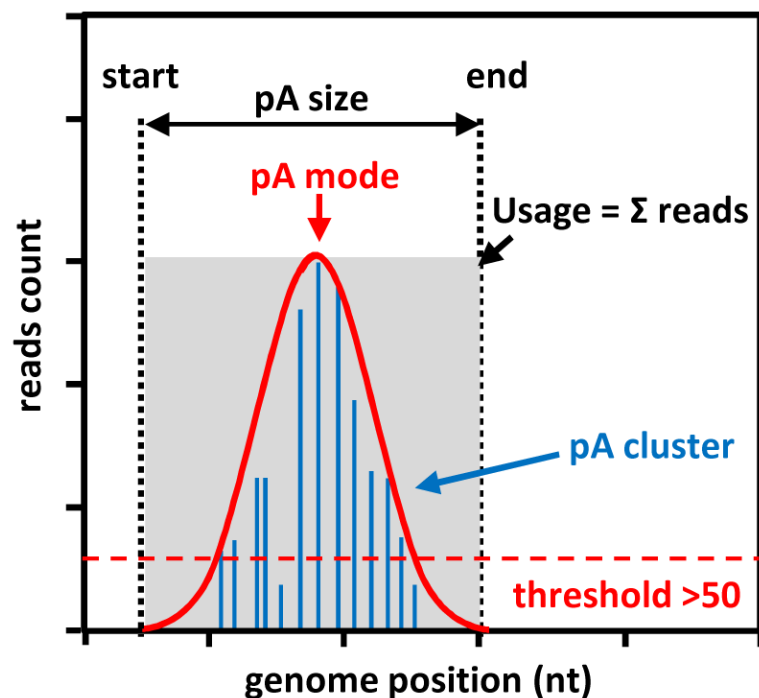 start
end
pA size
pA mode
Usage = Σ reads
reads count
pA cluster
threshold >50
genome position (nt)